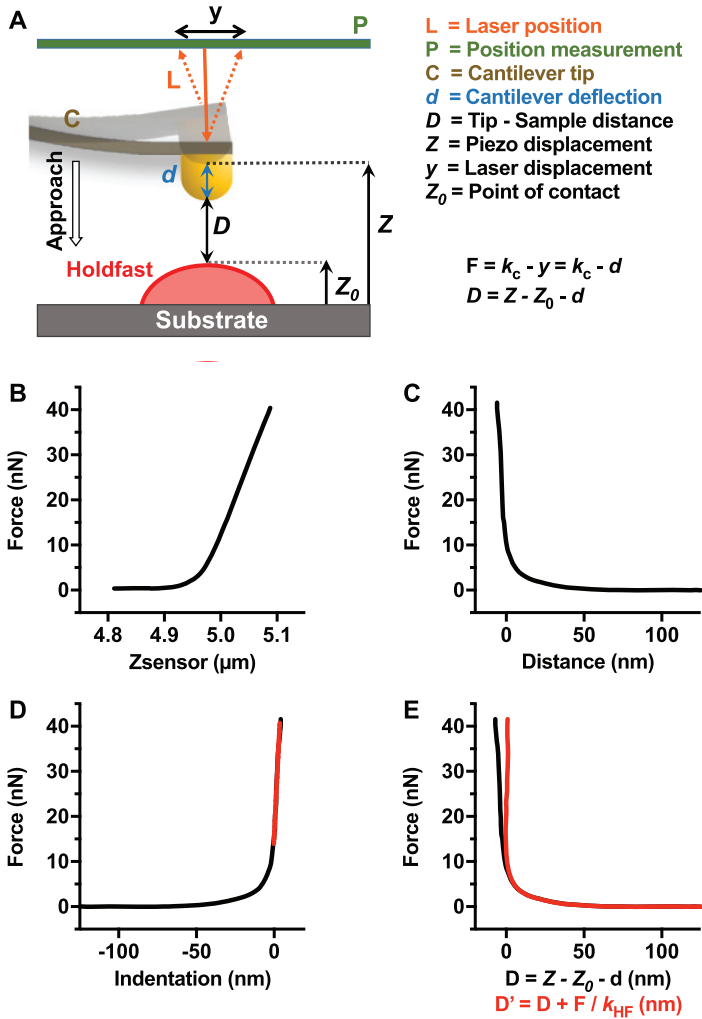 A
y
P
L
C
d
D
Z
Approach
Holdfast
Z0
Substrate
L = Laser position
P = Position measurement
C = Cantilever tip
d = Cantilever deflection
D = Tip - Sample distance
Z = Piezo displacement
y = Laser displacement
Z0 = Point of contact
F = kc - y = kc - d
D = Z - Z0 - d
B
Force (nN)
40
30
20
10
0
4.8 4.9 5.0 5.1
Zsensor (µm)
C
Force (nN)
40
30
20
10
0
0 50 100
Distance (nm)
D
Force (nN)
40
30
20
10
0
-100 -50 0
Indentation (nm)
E
Force (nN)
40
30
20
10
0
0 50 100
D = Z - Z0 - d (nm)
D' = D + F / kHF (nm)